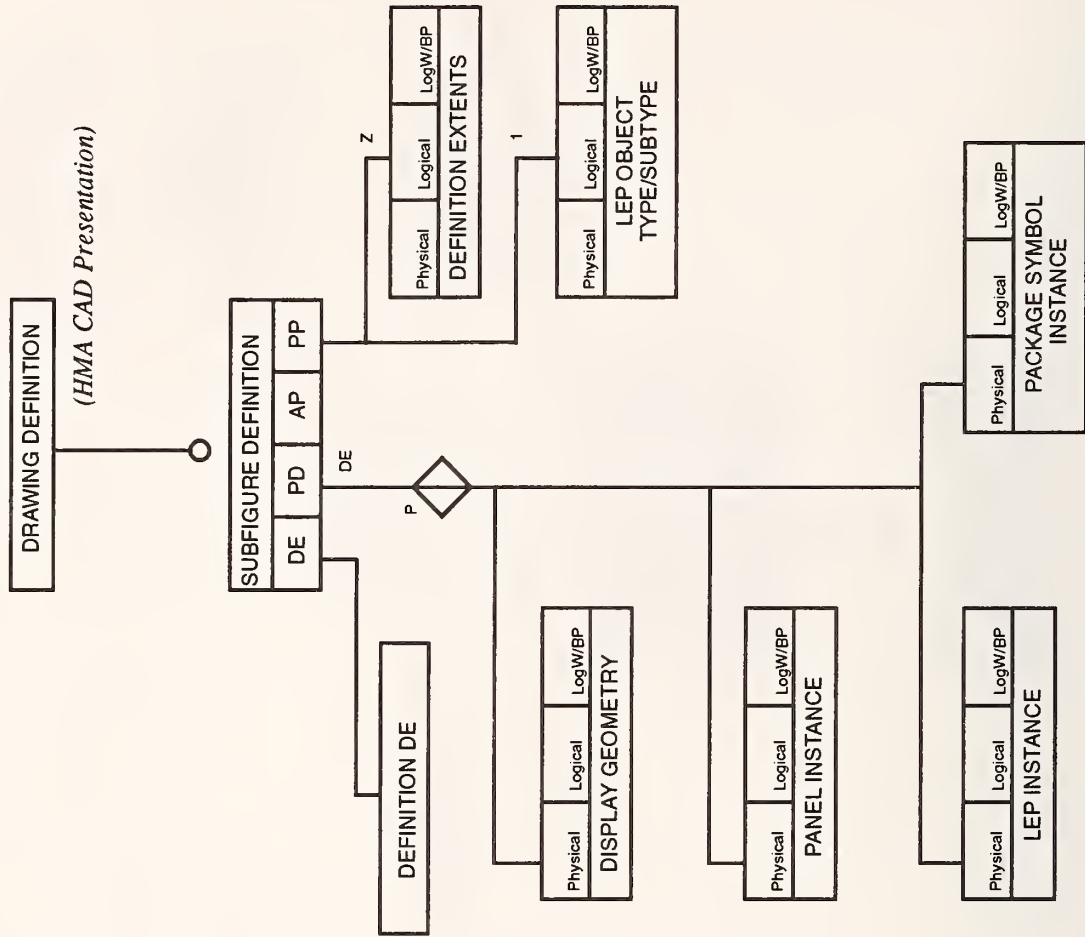 DRAWING DEFINITION
(HMA CAD Presentation)
SUBFIGURE DEFINITION
DE PD AP PP
DE
P
Z
1
DEFINITION DE
Physical Logical LogW/BP
DEFINITION EXTENTS
Physical Logical LogW/BP
LEP OBJECT
TYPE/SUBTYPE
Physical Logical LogW/BP
DISPLAY GEOMETRY
Physical Logical LogW/BP
PANEL INSTANCE
Physical Logical LogW/BP
LEP INSTANCE
Physical Logical LogW/BP
PACKAGE SYMBOL
INSTANCE